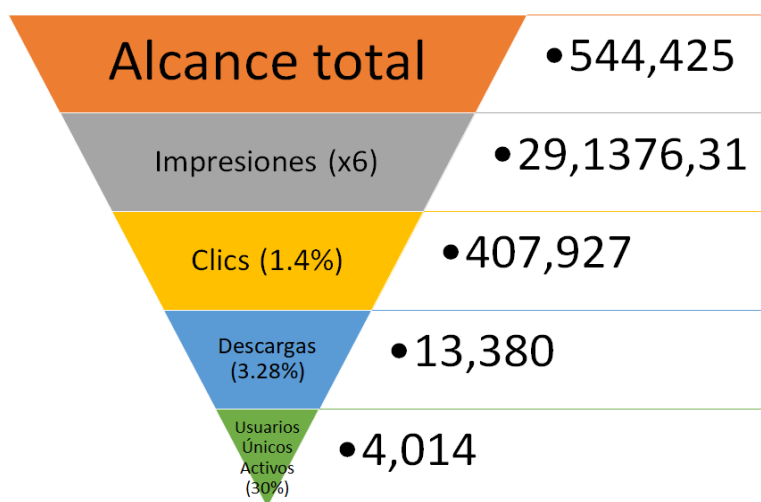 Alcance total
•544,425
Impresiones (x6)
•29,1376,31
Clics (1.4%)
•407,927
Descargas
(3.28%)
•13,380
Usuarios
Únicos
Activos
(30%)
•4,014